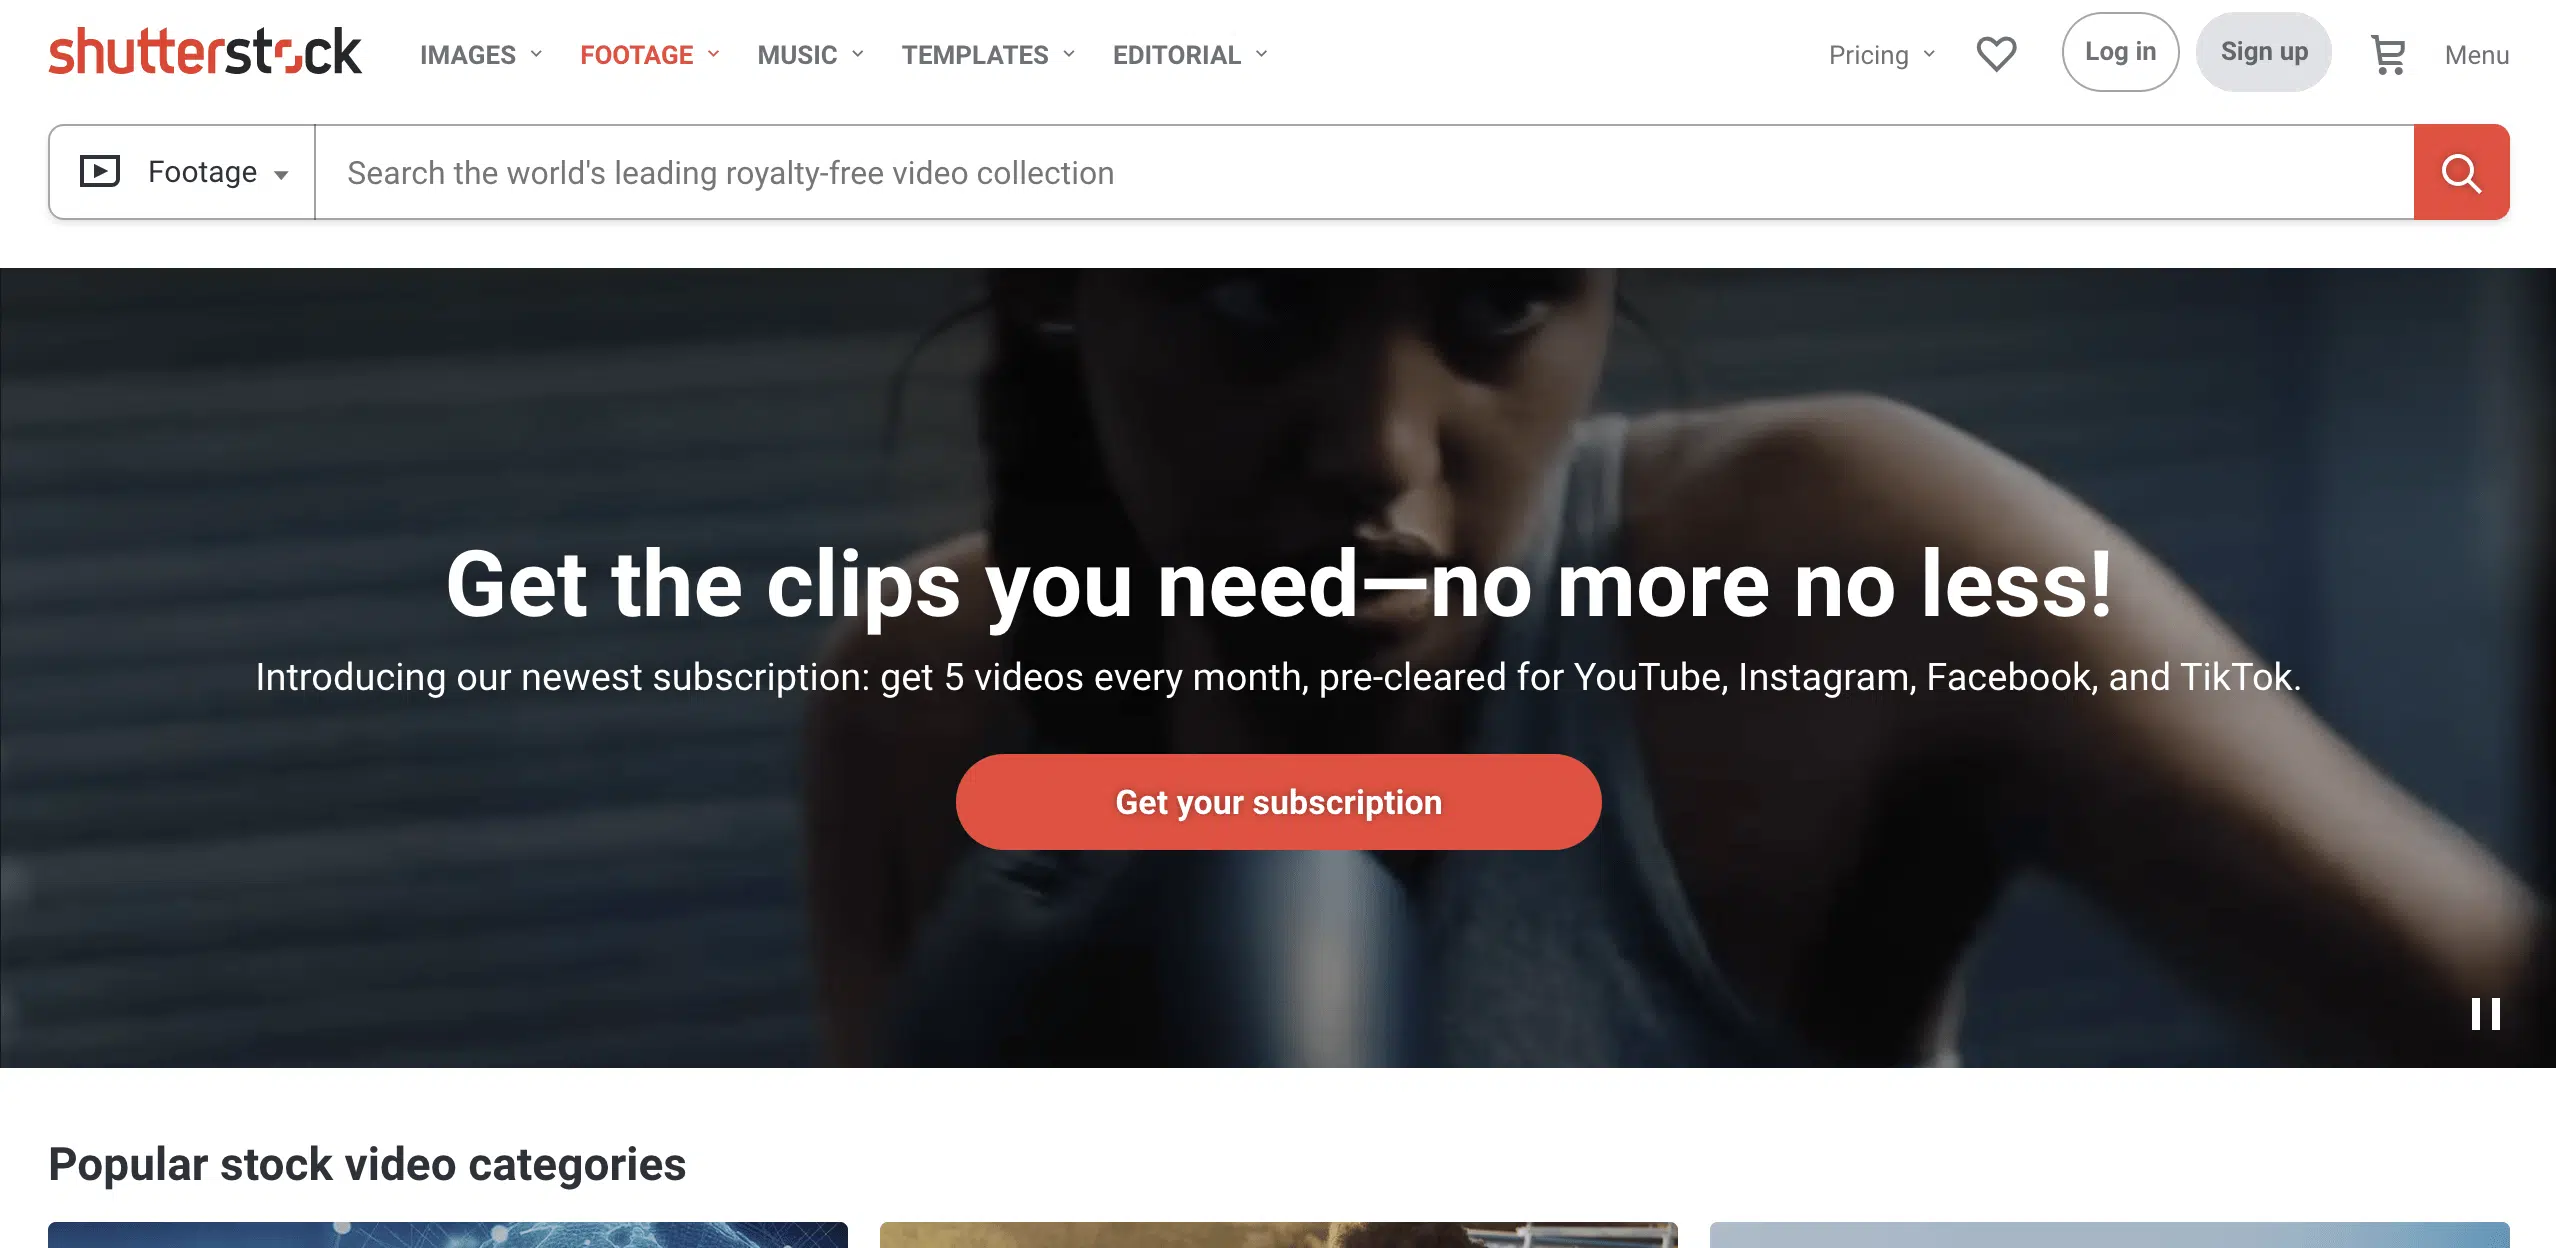 shutterstock
IMAGES FOOTAGE MUSIC TEMPLATES EDITORIAL Pricing Log in Sign up Menu
Footage Search the world's leading royalty-free video collection
Get the clips you need—no more no less!
Introducing our newest subscription: get 5 videos every month, pre-cleared for YouTube, Instagram, Facebook, and TikTok.
Get your subscription
Popular stock video categories